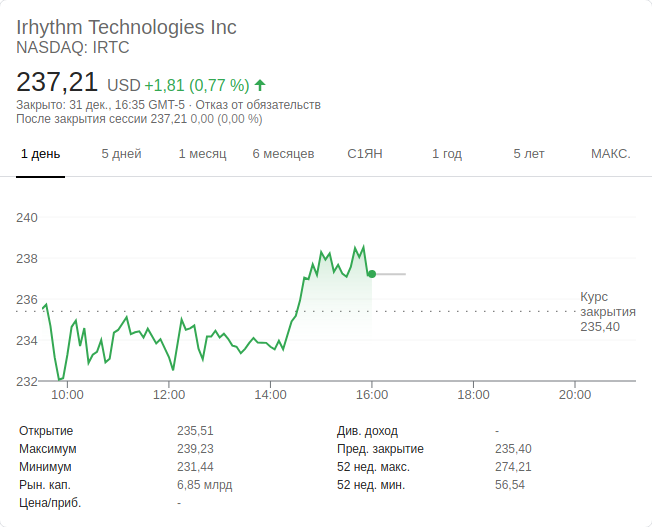 Irhythm Technologies Inc
NASDAQ: IRTC
237,21 USD +1,81 (0,77 %)
Закрыто: 31 дек., 16:35 GMT-5 · Отказ от обязательств
После закрытия сессии 237,21 0,00 (0,00 %)
1 день 5 дней 1 месяц 6 месяцев С1ЯН 1 год 5 лет МАКС.
240
238
236
Курс
закрытия
235,40
234
232
10:00 12:00 14:00 16:00 18:00 20:00
Открытие 235,51 Див. доход -
Максимум 239,23 Пред. закрытие 235,40
Минимум 231,44 52 нед. макс. 274,21
Рын. кап. 6,85 млрд 52 нед. мин. 56,54
Цена/приб. -